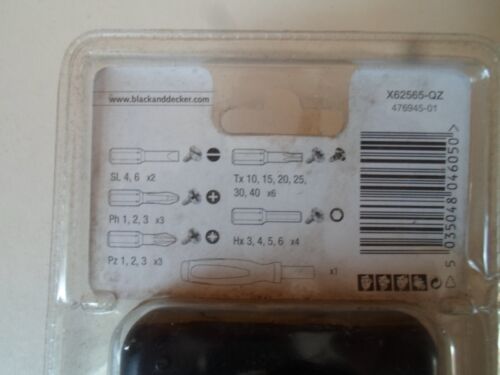 www.blackanddecker.com
X62565-QZ
476945-01
SL 4, 6 x2
Tx 10, 15, 20, 25,
30, 40 x6
Ph 1, 2, 3 x3
Hx 3, 4, 5, 6 x4
Pz 1, 2, 3 x3
x1
5 035048 046050